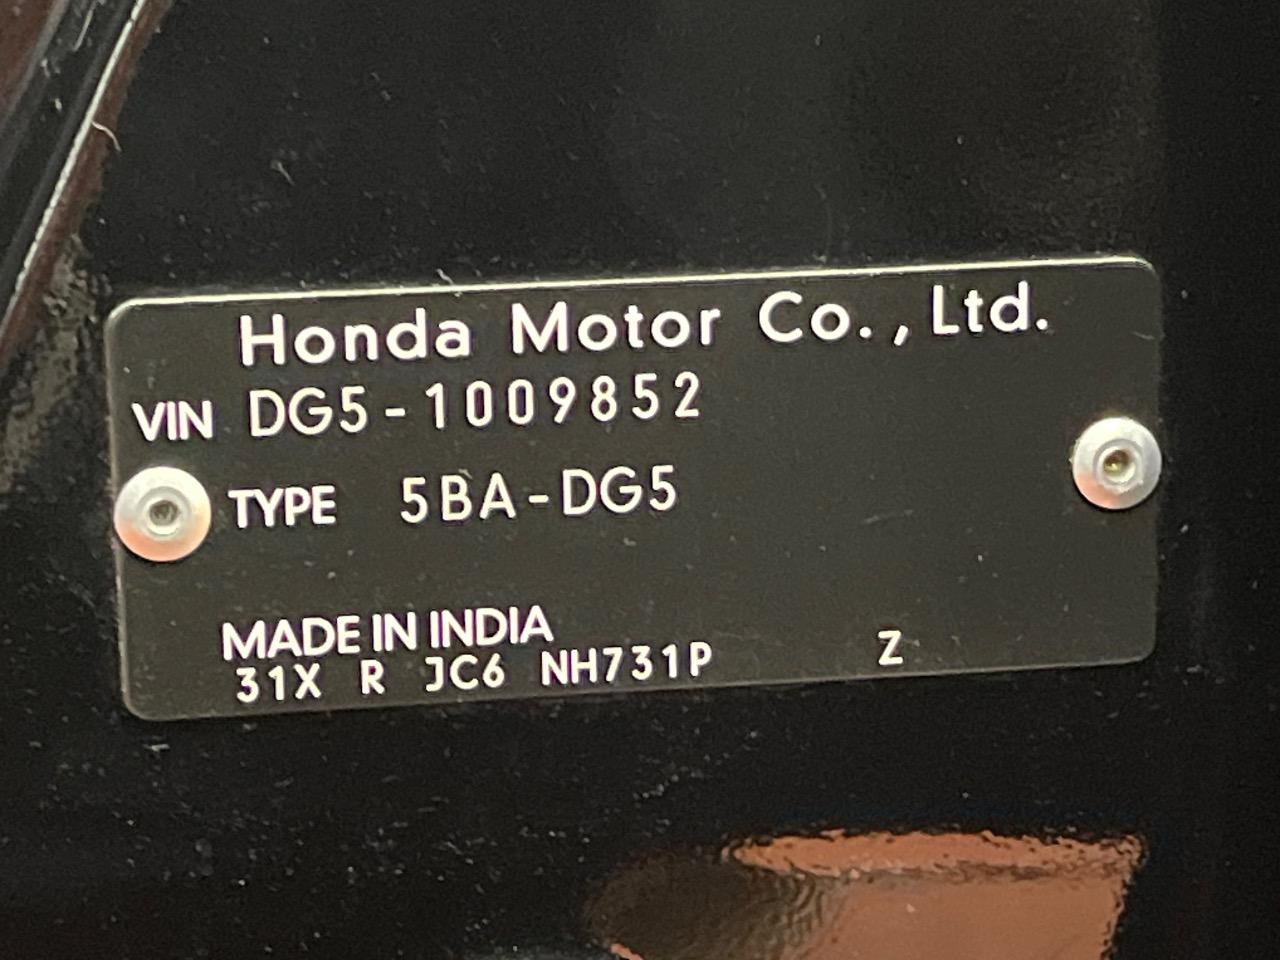 Honda Motor Co., Ltd.
VIN DG5-1009852
TYPE 5BA-DG5
MADE IN INDIA
31X R JC6 NH731P Z